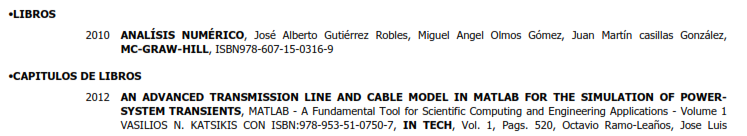 •LIBROS
2010 ANALÍSIS NUMÉRICO, José Alberto Gutiérrez Robles, Miguel Angel Olmos Gómez, Juan Martín casillas González,
MC-GRAW-HILL, ISBN978-607-15-0316-9
•CAPITULOS DE LIBROS
2012 AN ADVANCED TRANSMISSION LINE AND CABLE MODEL IN MATLAB FOR THE SIMULATION OF POWER-
SYSTEM TRANSIENTS, MATLAB - A Fundamental Tool for Scientific Computing and Engineering Applications - Volume 1
VASILIOS N. KATSIKIS CON ISBN:978-953-51-0750-7, IN TECH, Vol. 1, Pags. 520, Octavio Ramo-Leaños, Jose Luis